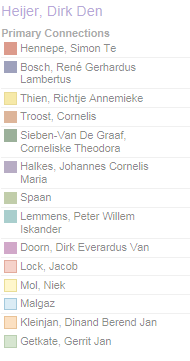 Heijer, Dirk Den
Primary Connections
Hennepe, Simon Te
Bosch, René Gerhardus
Lambertus
Thien, Richtje Annemieke
Troost, Cornelis
Sieben-Van De Graaf,
Corneliske Theodora
Halkes, Johannes Cornelis
Maria
Spaan
Lemmens, Peter Willem
Iskander
Doorn, Dirk Everardus Van
Lock, Jacob
Mol, Niek
Malgaz
Kleinjan, Dinand Berend Jan
Getkate, Gerrit Jan